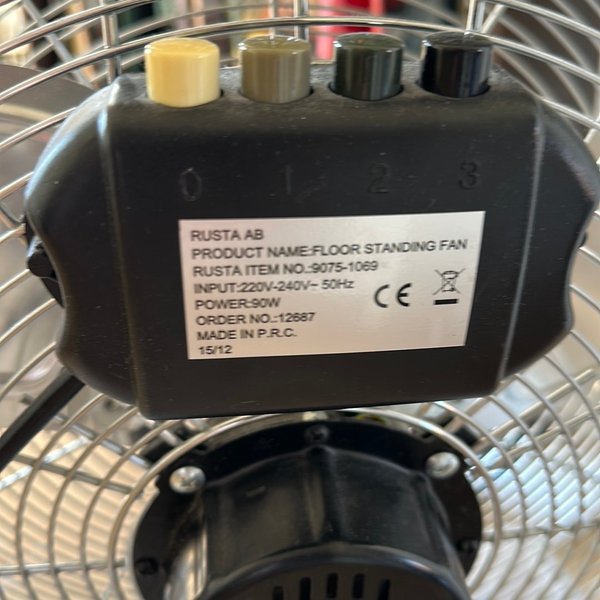 0 1 2 3
RUSTA AB
PRODUCT NAME:FLOOR STANDING FAN
RUSTA ITEM NO.:9075-1069
INPUT:220V-240V~ 50Hz
POWER:90W
ORDER NO.:12687
MADE IN P.R.C.
15/12
CE